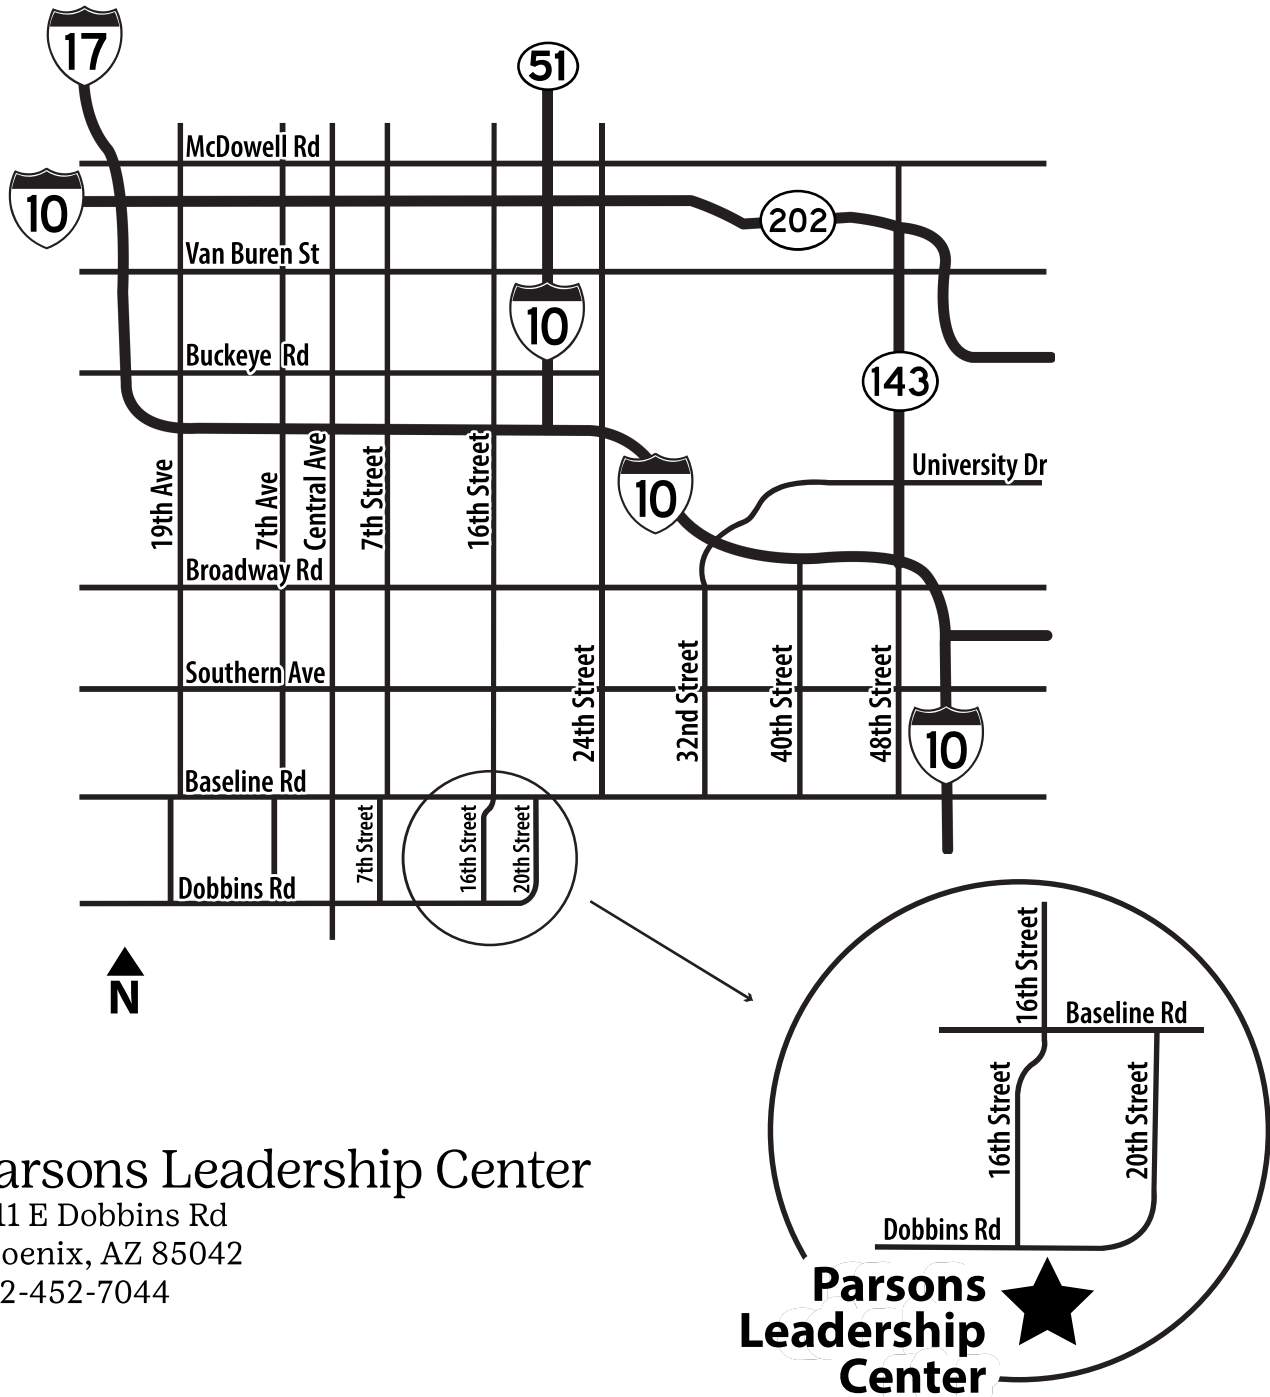 17
51
McDowell Rd
10
202
Van Buren St
10
Buckeye Rd
143
University Dr
19th Ave
7th Ave
Central Ave
7th Street
16th Street
10
Broadway Rd
Southern Ave
24th Street
32nd Street
40th Street
48th Street
10
Baseline Rd
7th Street
16th Street
20th Street
Dobbins Rd
N
16th Street
Baseline Rd
16th Street
20th Street
Dobbins Rd
Parsons
Leadership
Center
arsons Leadership Center
11 E Dobbins Rd
oenix, AZ 85042
2-452-7044